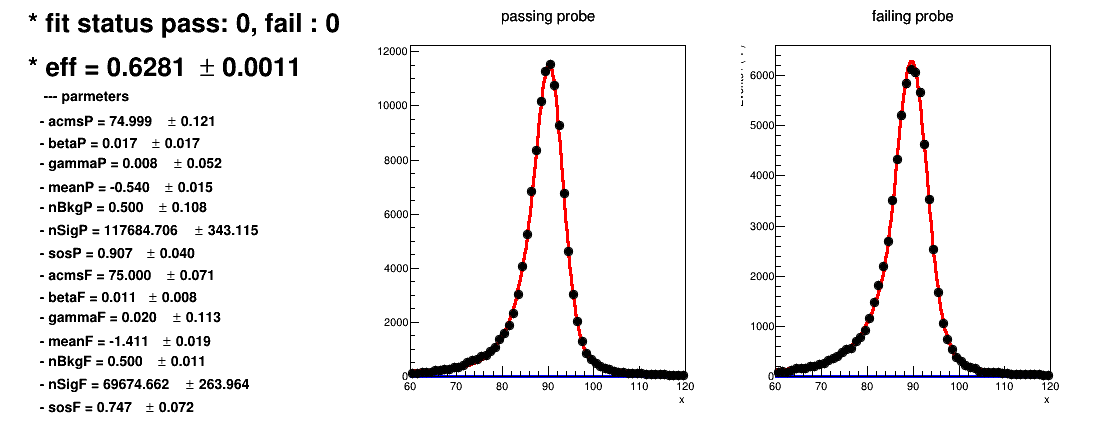 * fit status pass: 0, fail : 0
* eff = 0.6281 ± 0.0011
--- parmeters
- acmsP = 74.999 ± 0.121
- betaP = 0.017 ± 0.017
- gammaP = 0.008 ± 0.052
- meanP = -0.540 ± 0.015
- nBkgP = 0.500 ± 0.108
- nSigP = 117684.706 ± 343.115
- sosP = 0.907 ± 0.040
- acmsF = 75.000 ± 0.071
- betaF = 0.011 ± 0.008
- gammaF = 0.020 ± 0.113
- meanF = -1.411 ± 0.019
- nBkgF = 0.500 ± 0.011
- nSigF = 69674.662 ± 263.964
- sosF = 0.747 ± 0.072
passing probe
12000
10000
8000
6000
4000
2000
0
60 70 80 90 100 110 120
x
failing probe
6000
5000
4000
3000
2000
1000
0
60 70 80 90 100 110 120
x